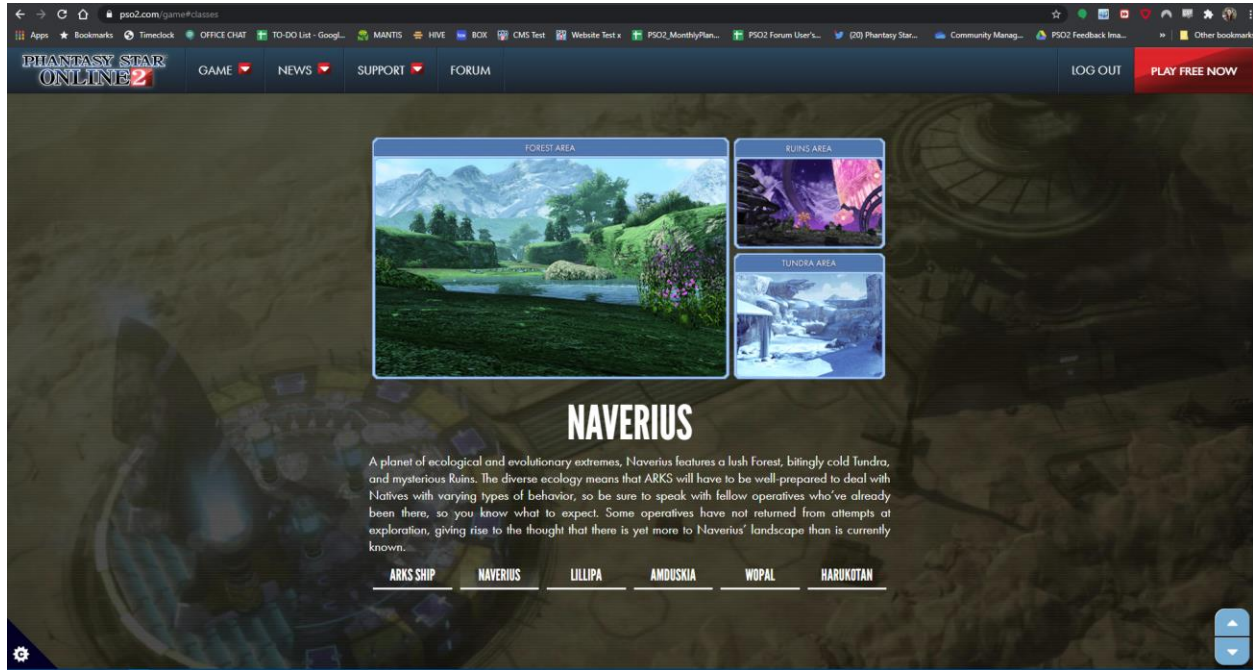 pso2.com/game#classes
Apps Bookmarks Timeclock OFFICE CHAT TO-DO List - Googl... MANTIS HIVE BOX CMS Test Website Test x PSO2_MonthlyPlan... PSO2 Forum User's... (20) Phantasy Star... Community Manag... PSO2 Feedback Ima... » Other bookmarks
PHANTASY STAR
ONLINE 2
GAME NEWS SUPPORT FORUM LOG OUT PLAY FREE NOW
FOREST AREA
RUINS AREA
TUNDRA AREA
NAVERIUS
A planet of ecological and evolutionary extremes, Naverius features a lush Forest, bitingly cold Tundra,
and mysterious Ruins. The diverse ecology means that ARKS will have to be well-prepared to deal with
Natives with varying types of behavior, so be sure to speak with fellow operatives who've already
been there, so you know what to expect. Some operatives have not returned from attempts at
exploration, giving rise to the thought that there is yet more to Naverius' landscape than is currently
known.
ARKS SHIP NAVERIUS LILLIPA AMDUSKIA WOPAL HARUKOTAN